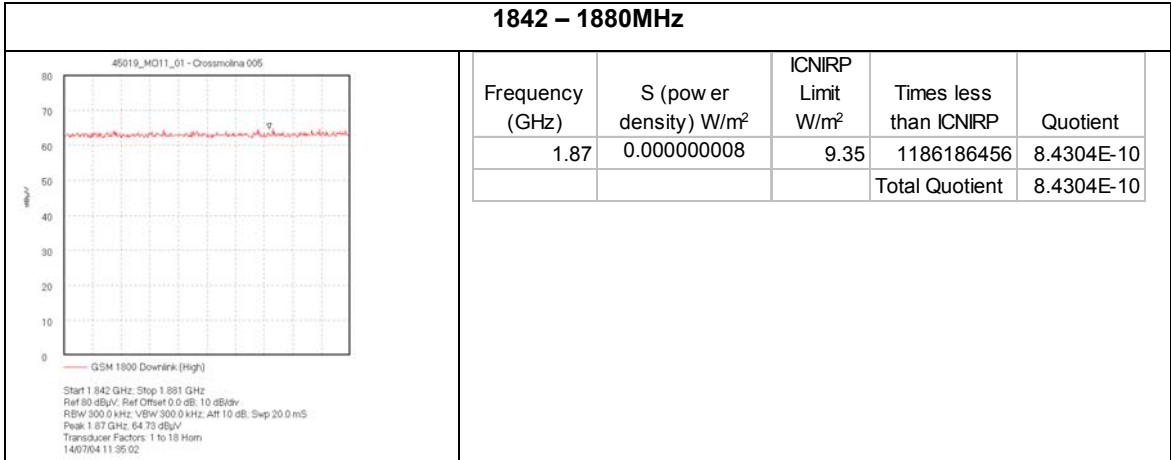 1842 – 1880MHz
45019_MO11_01 - Crossmolina 005
80
70
60
50
40
30
20
10
0
dBµV
GSM 1800 Downlink (High)
Start 1.842 GHz; Stop 1.881 GHz
Ref 80 dBµV; Ref Offset 0.0 dB; 10 dB/div
RBW 300.0 kHz; VBW 300.0 kHz; Att 10 dB; Swp 20.0 mS
Peak 1.87 GHz, 64.73 dBµV
Transducer Factors: 1 to 18 Horn
14/07/04 11:35:02
Frequency (GHz) S (pow er density) W/m² ICNIRP Limit W/m² Times less than ICNIRP Quotient
1.87 0.000000008 9.35 1186186456 8.4304E-10
Total Quotient 8.4304E-10